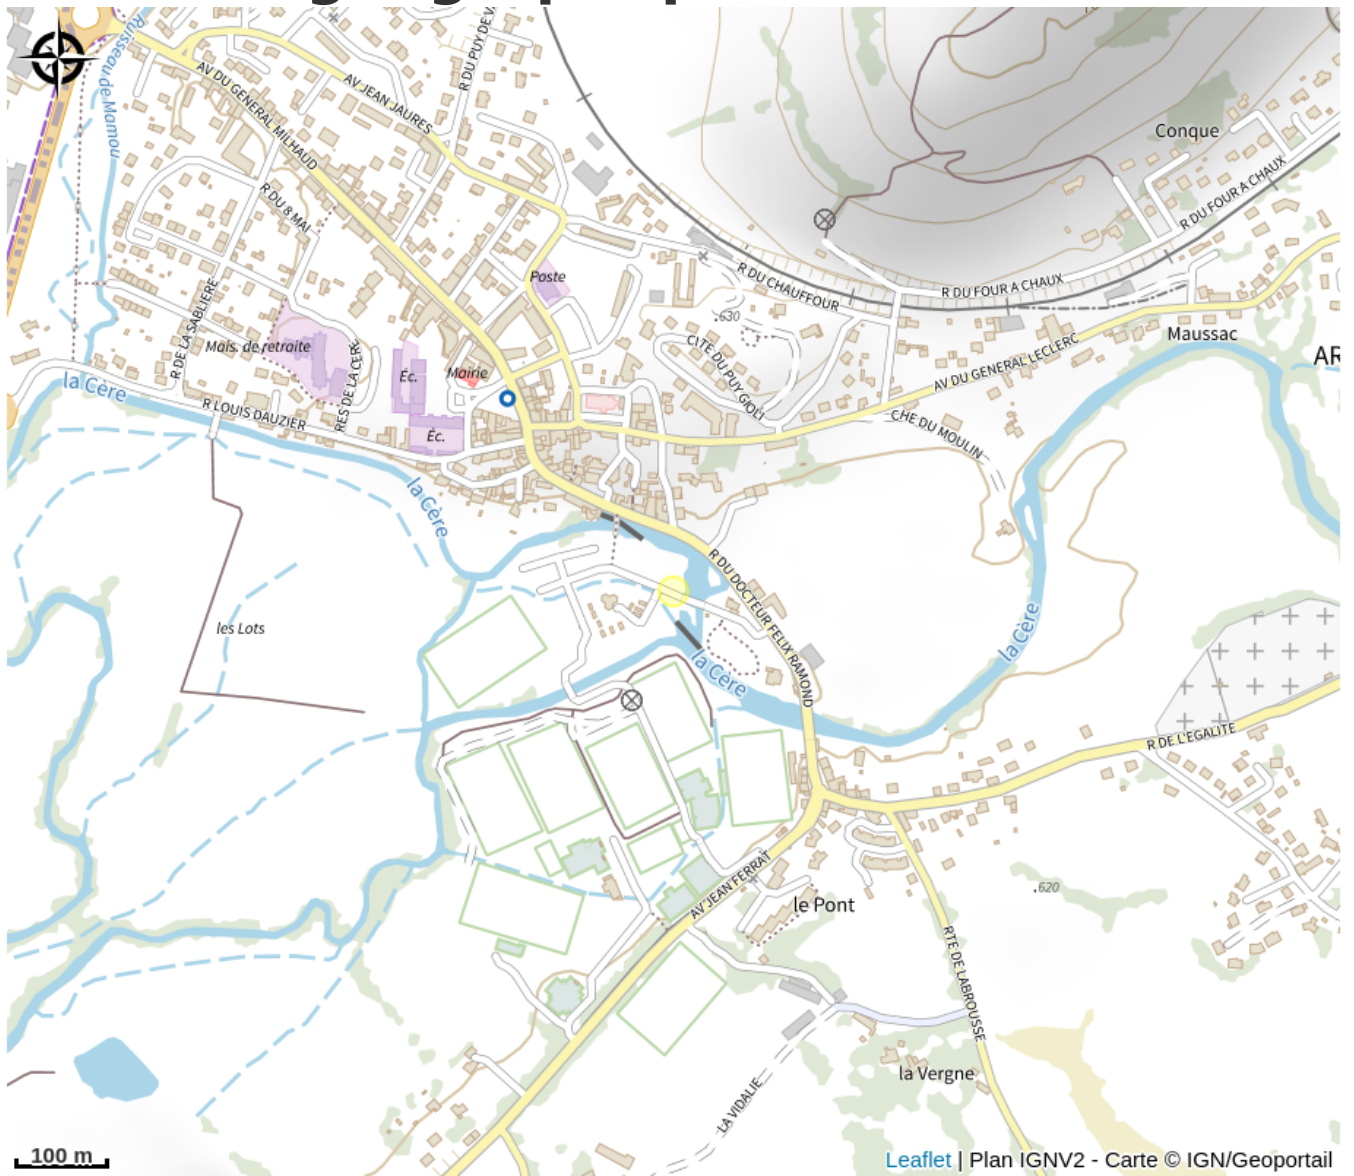 Ruisseau de Mamou
AV DU GENERAL MILHAUD
AV JEAN JAURES
R DU PUY DE VA
Conque
R DU FOUR A CHAUX
R DU 8 MAI
Poste
R DU CHAUFFOUR
R DU FOUR A CHAUX
.630
Maussac
AR
R DE LA SABLIERE
Mais. de retraite
RES DE LA CERE
Éc.
Mairie
CITE DU PUY GIOLI
AV DU GENERAL LECLERC
la Cère
R LOUIS DAUZIER
Éc.
CHE DU MOULIN
la Cère
R DU DOCTEUR FELIX RAMOND
les Lots
la Cère
la Cère
R DE L'EGALITE
AV JEAN FERRAT
le Pont
.620
RTE DE LABROUSSE
la Vergne
LA VIDALIE
100 m
Leaflet | Plan IGNV2 - Carte © IGN/Geoportail